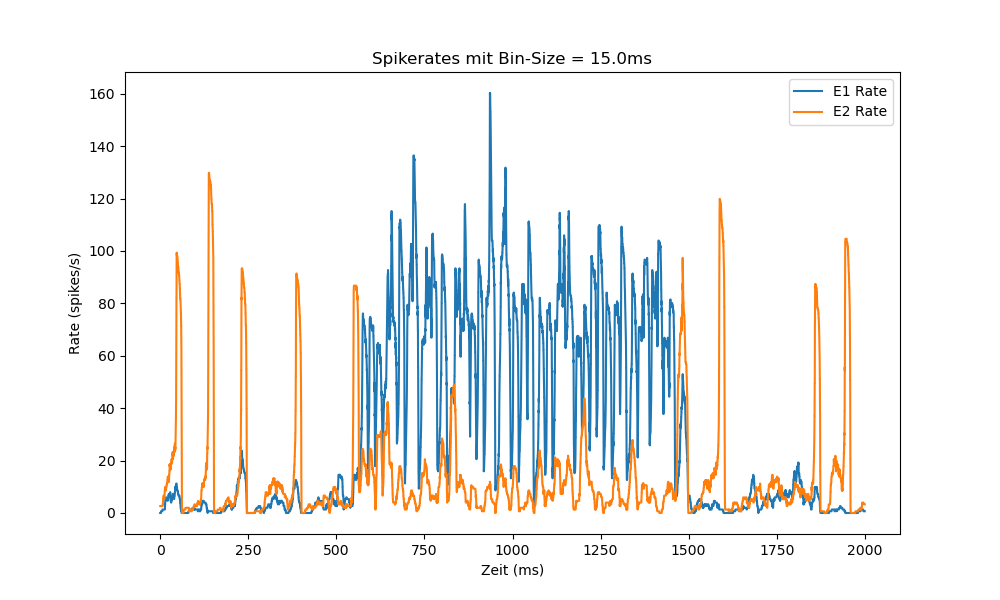 Spikerates mit Bin-Size = 15.0ms
E1 Rate
E2 Rate
Rate (spikes/s)
160
140
120
100
80
60
40
20
0
0 250 500 750 1000 1250 1500 1750 2000
Zeit (ms)